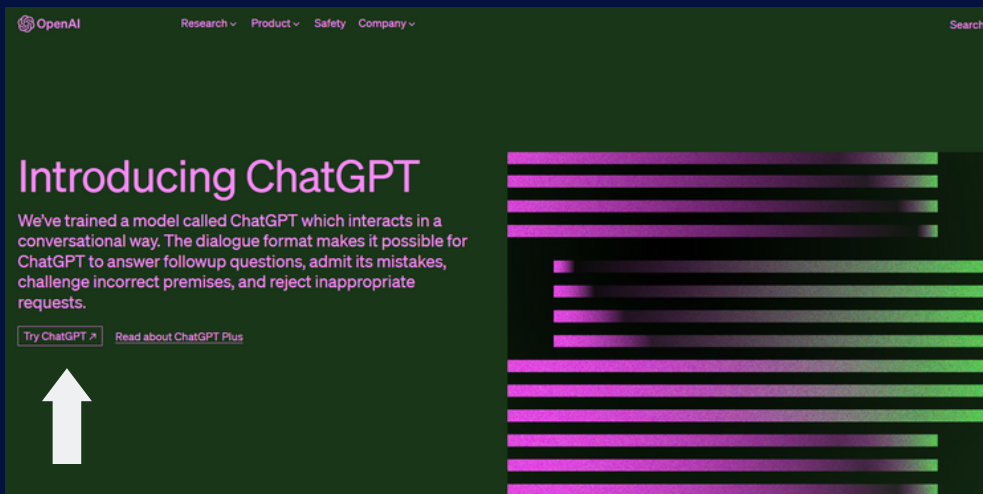 OpenAI
Research Product Safety Company
Search
Introducing ChatGPT
We've trained a model called ChatGPT which interacts in a
conversational way. The dialogue format makes it possible for
ChatGPT to answer followup questions, admit its mistakes,
challenge incorrect premises, and reject inappropriate
requests.
Try ChatGPT ↗ Read about ChatGPT Plus